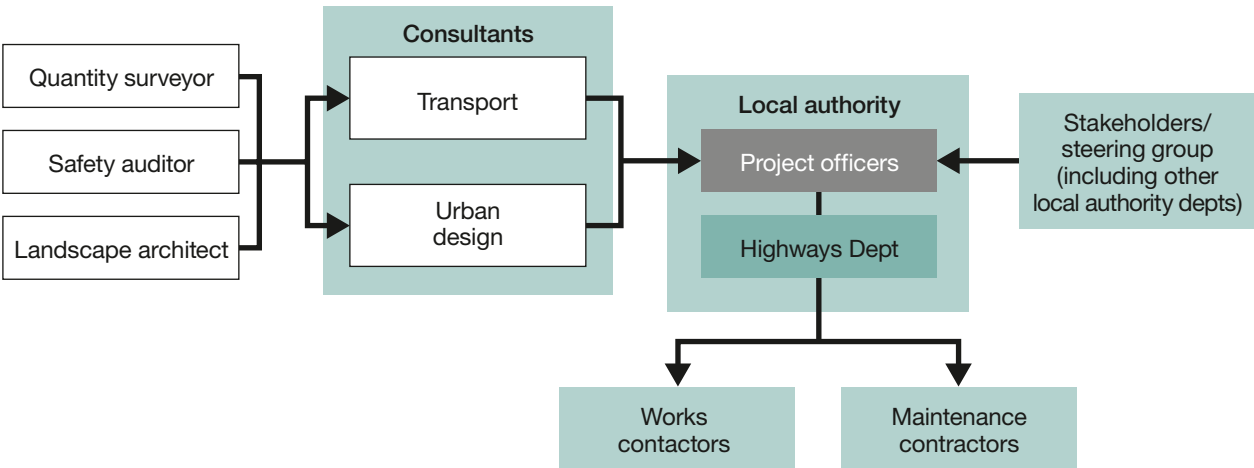 Quantity surveyor
Safety auditor
Landscape architect
Consultants
Transport
Urban
design
Local authority
Project officers
Highways Dept
Stakeholders/
steering group
(including other
local authority depts)
Works
contactors
Maintenance
contractors